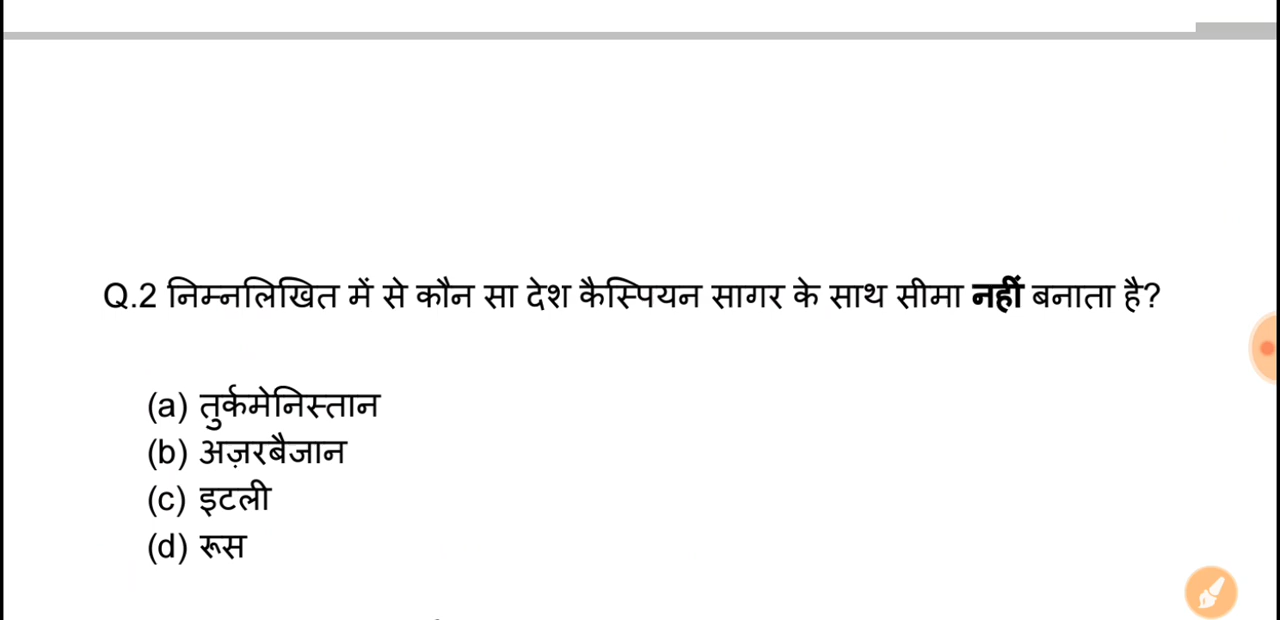 Q.2 निम्नलिखित में से कौन सा देश कैस्पियन सागर के साथ सीमा नहीं बनाता है?
(a) तुर्कमेनिस्तान
(b) अज़रबैजान
(c) इटली
(d) रूस